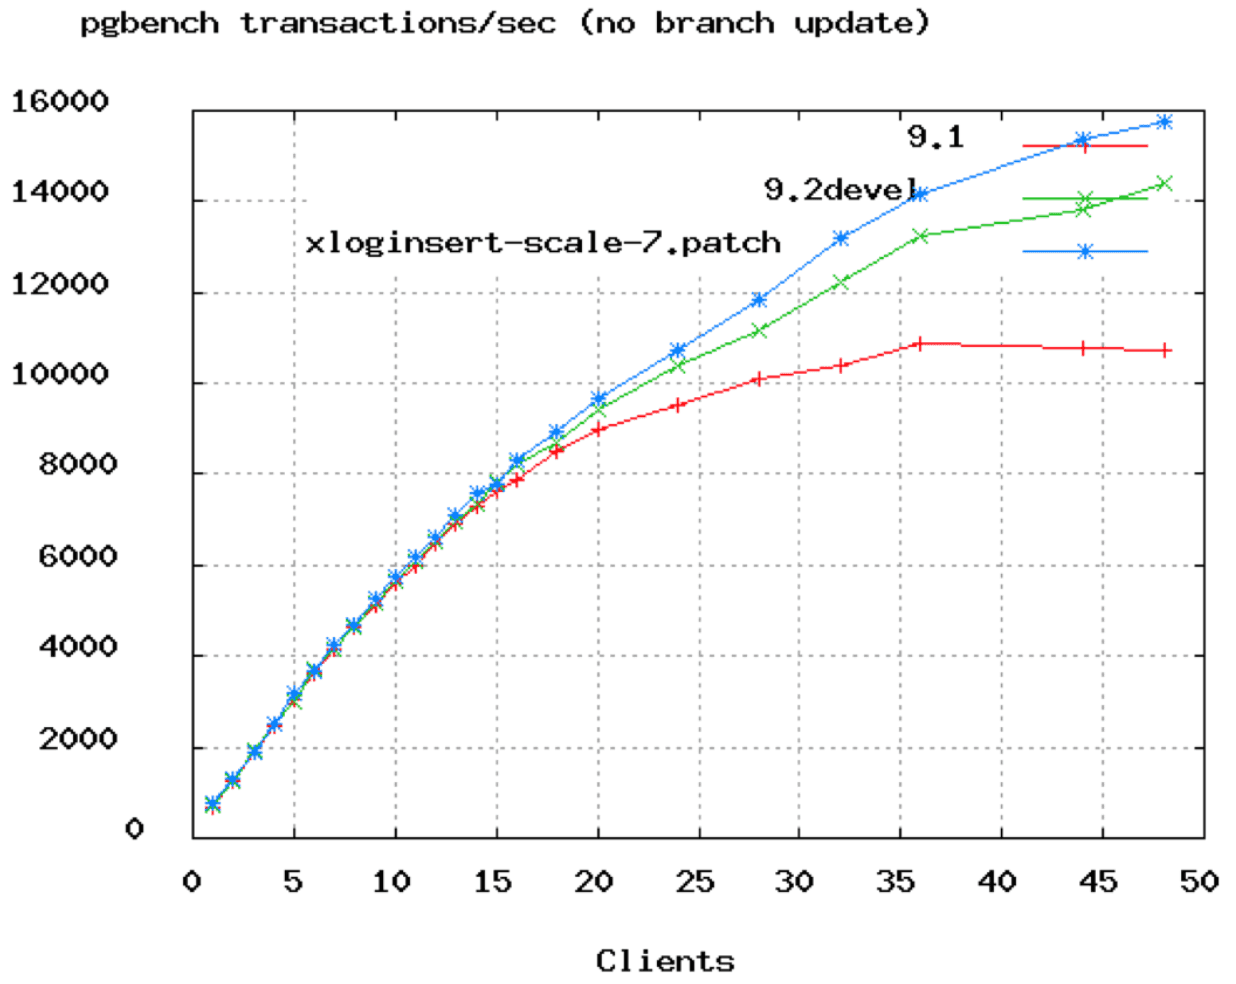 pgbench transactions/sec (no branch update)
16000
14000
12000
10000
8000
6000
4000
2000
0
9.1
9.2devel
xloginsert-scale-7.patch
0 5 10 15 20 25 30 35 40 45 50
Clients